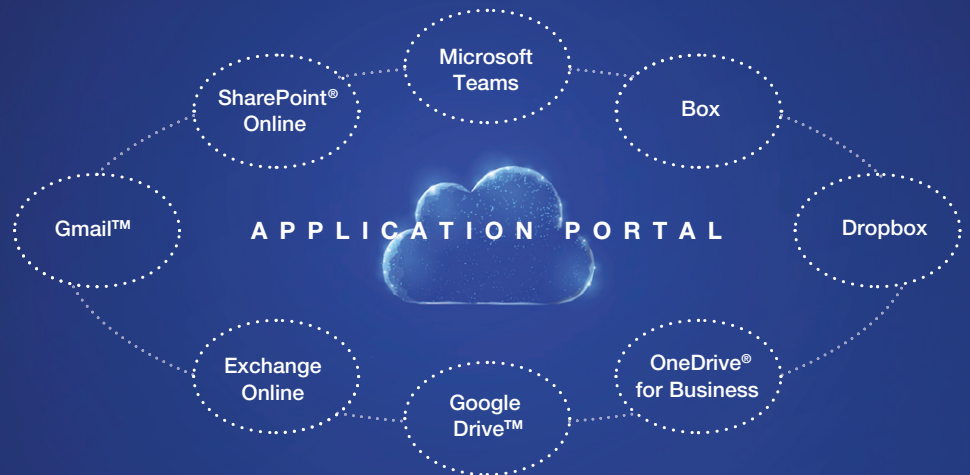 Microsoft
Teams
SharePoint®
Online
Box
Gmail™
APPLICATION PORTAL
Dropbox
Exchange
Online
OneDrive®
for Business
Google
Drive™